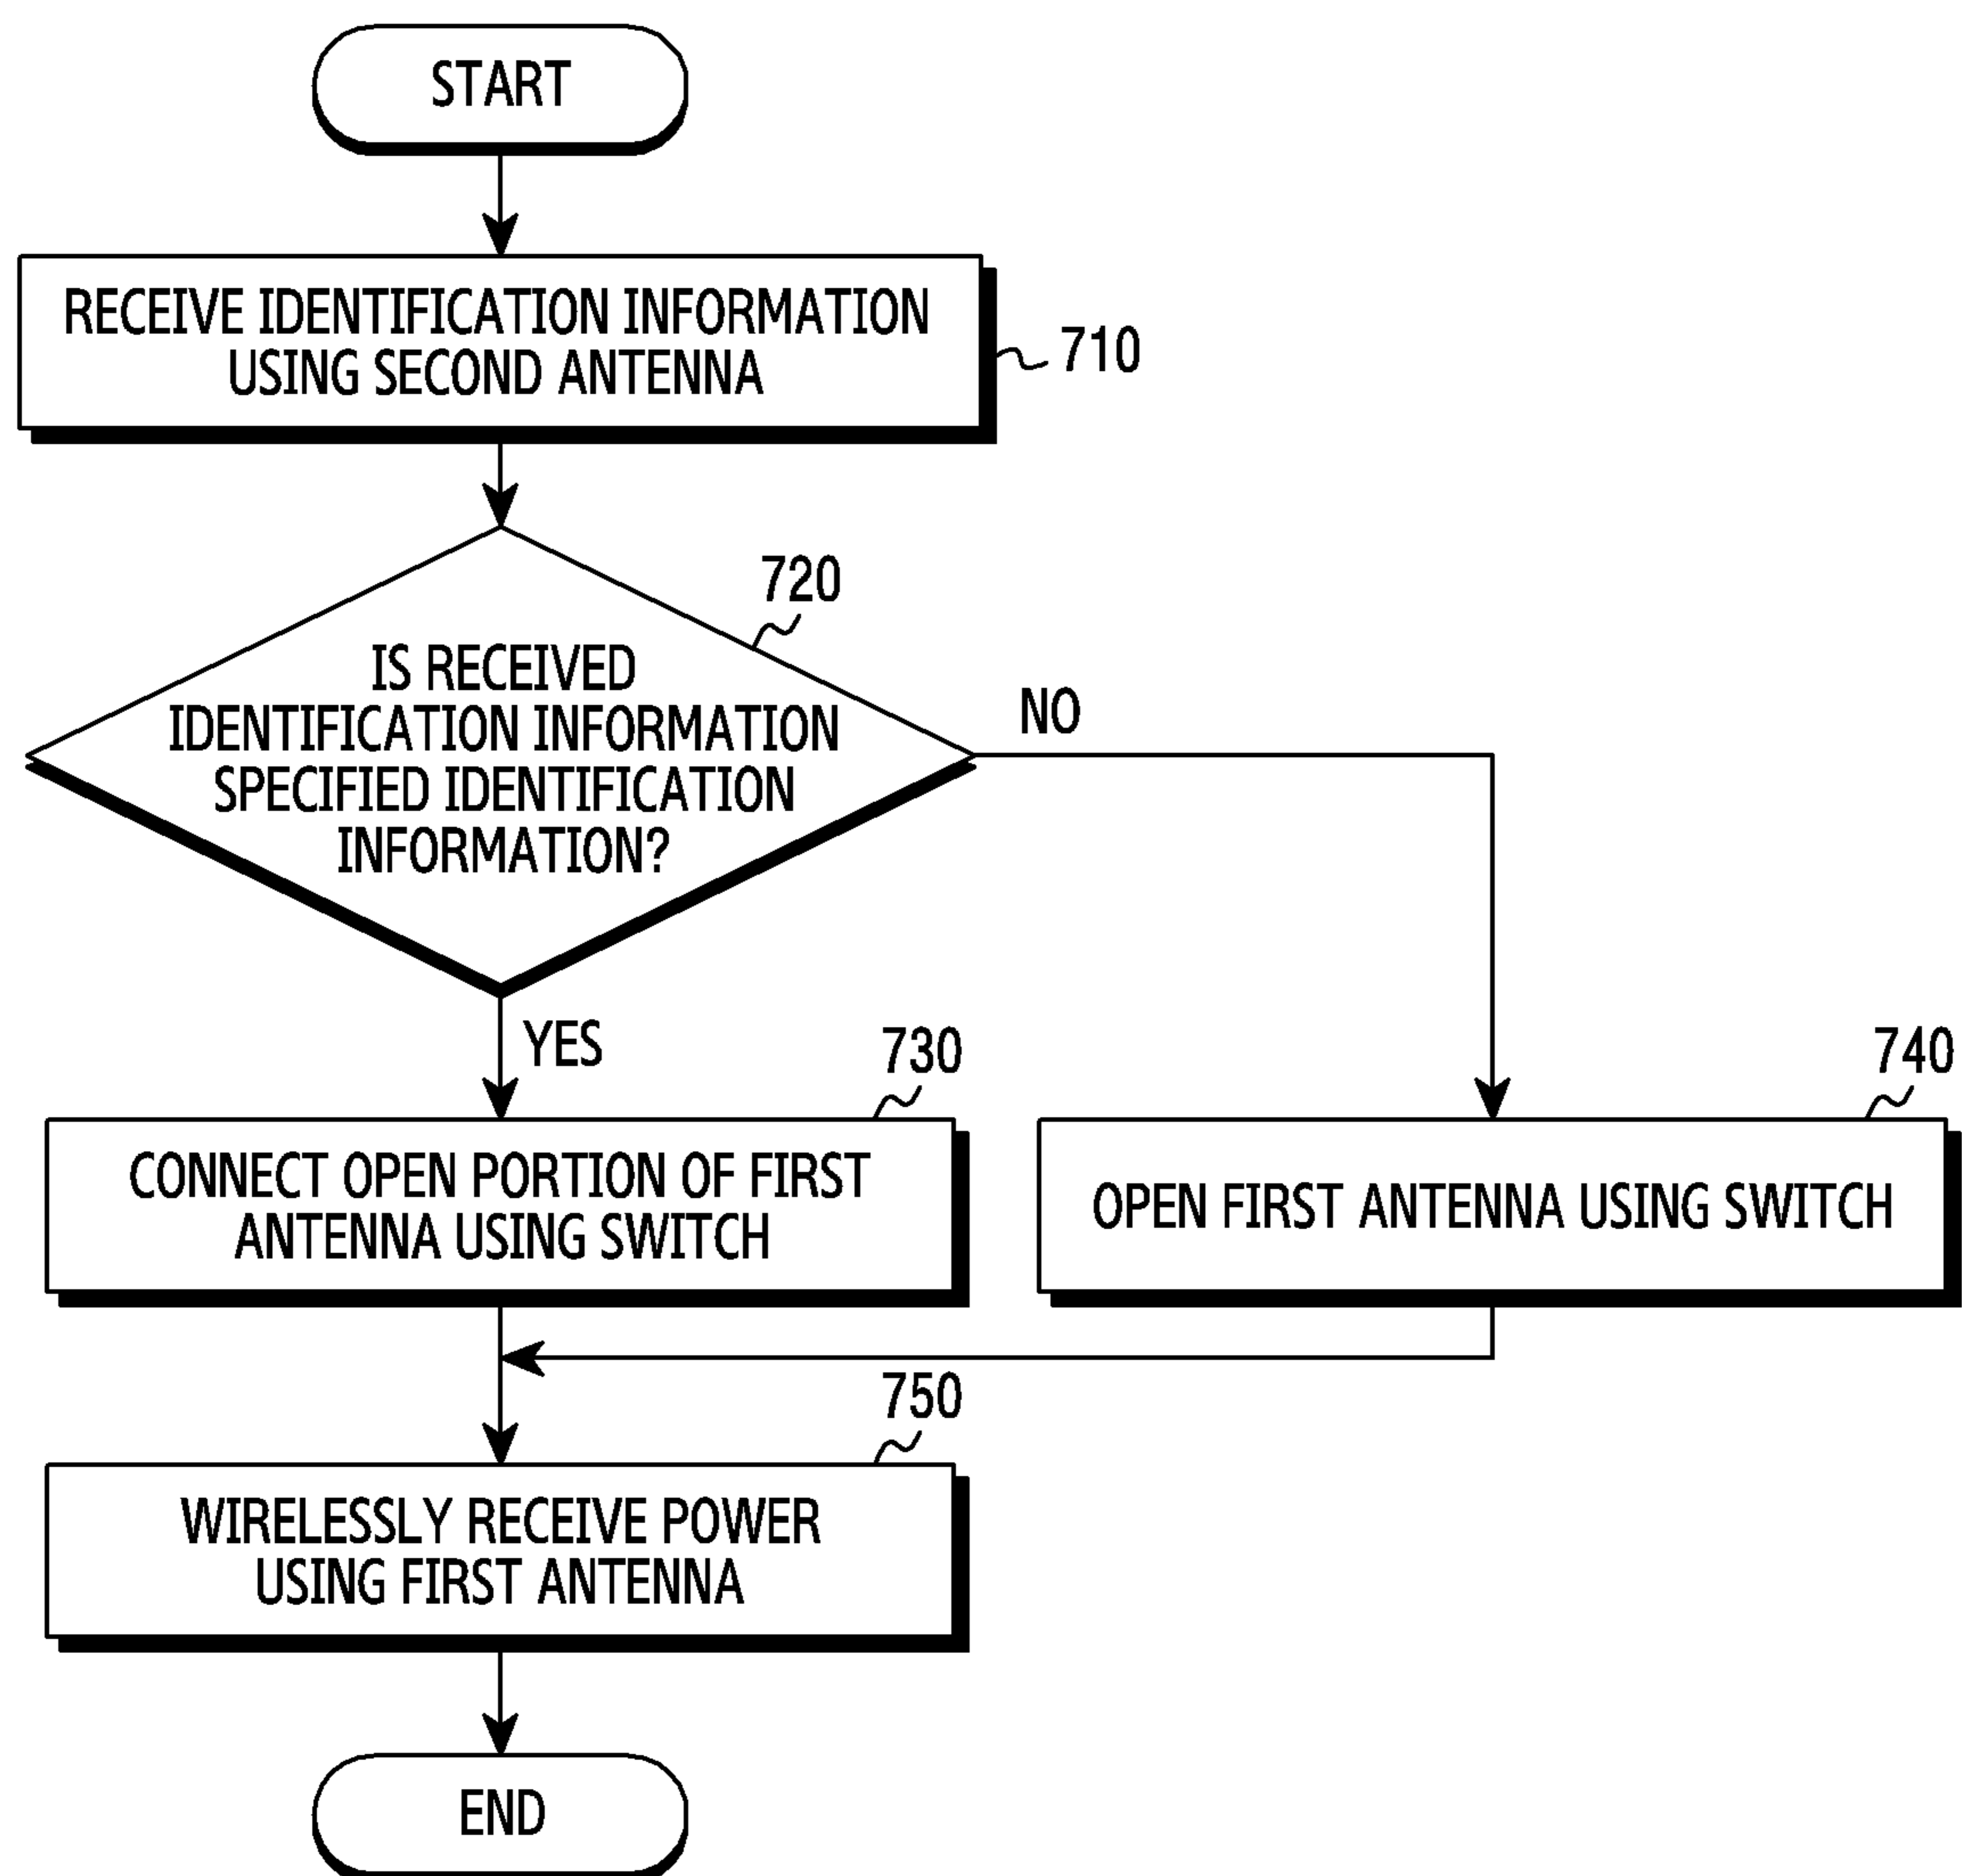 START
RECEIVE IDENTIFICATION INFORMATION
USING SECOND ANTENNA
710
720
IS RECEIVED
IDENTIFICATION INFORMATION
SPECIFIED IDENTIFICATION
INFORMATION?
NO
YES
730
CONNECT OPEN PORTION OF FIRST
ANTENNA USING SWITCH
740
OPEN FIRST ANTENNA USING SWITCH
750
WIRELESSLY RECEIVE POWER
USING FIRST ANTENNA
END